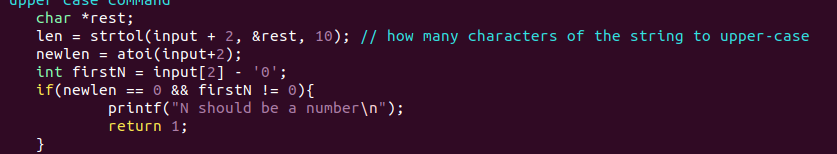 upper case command
char *rest;
len = strtol(input + 2, &rest, 10); // how many characters of the string to upper-case
newlen = atoi(input+2);
int firstN = input[2] - '0';
if(newlen == 0 && firstN != 0){
printf("N should be a number\n");
return 1;
}